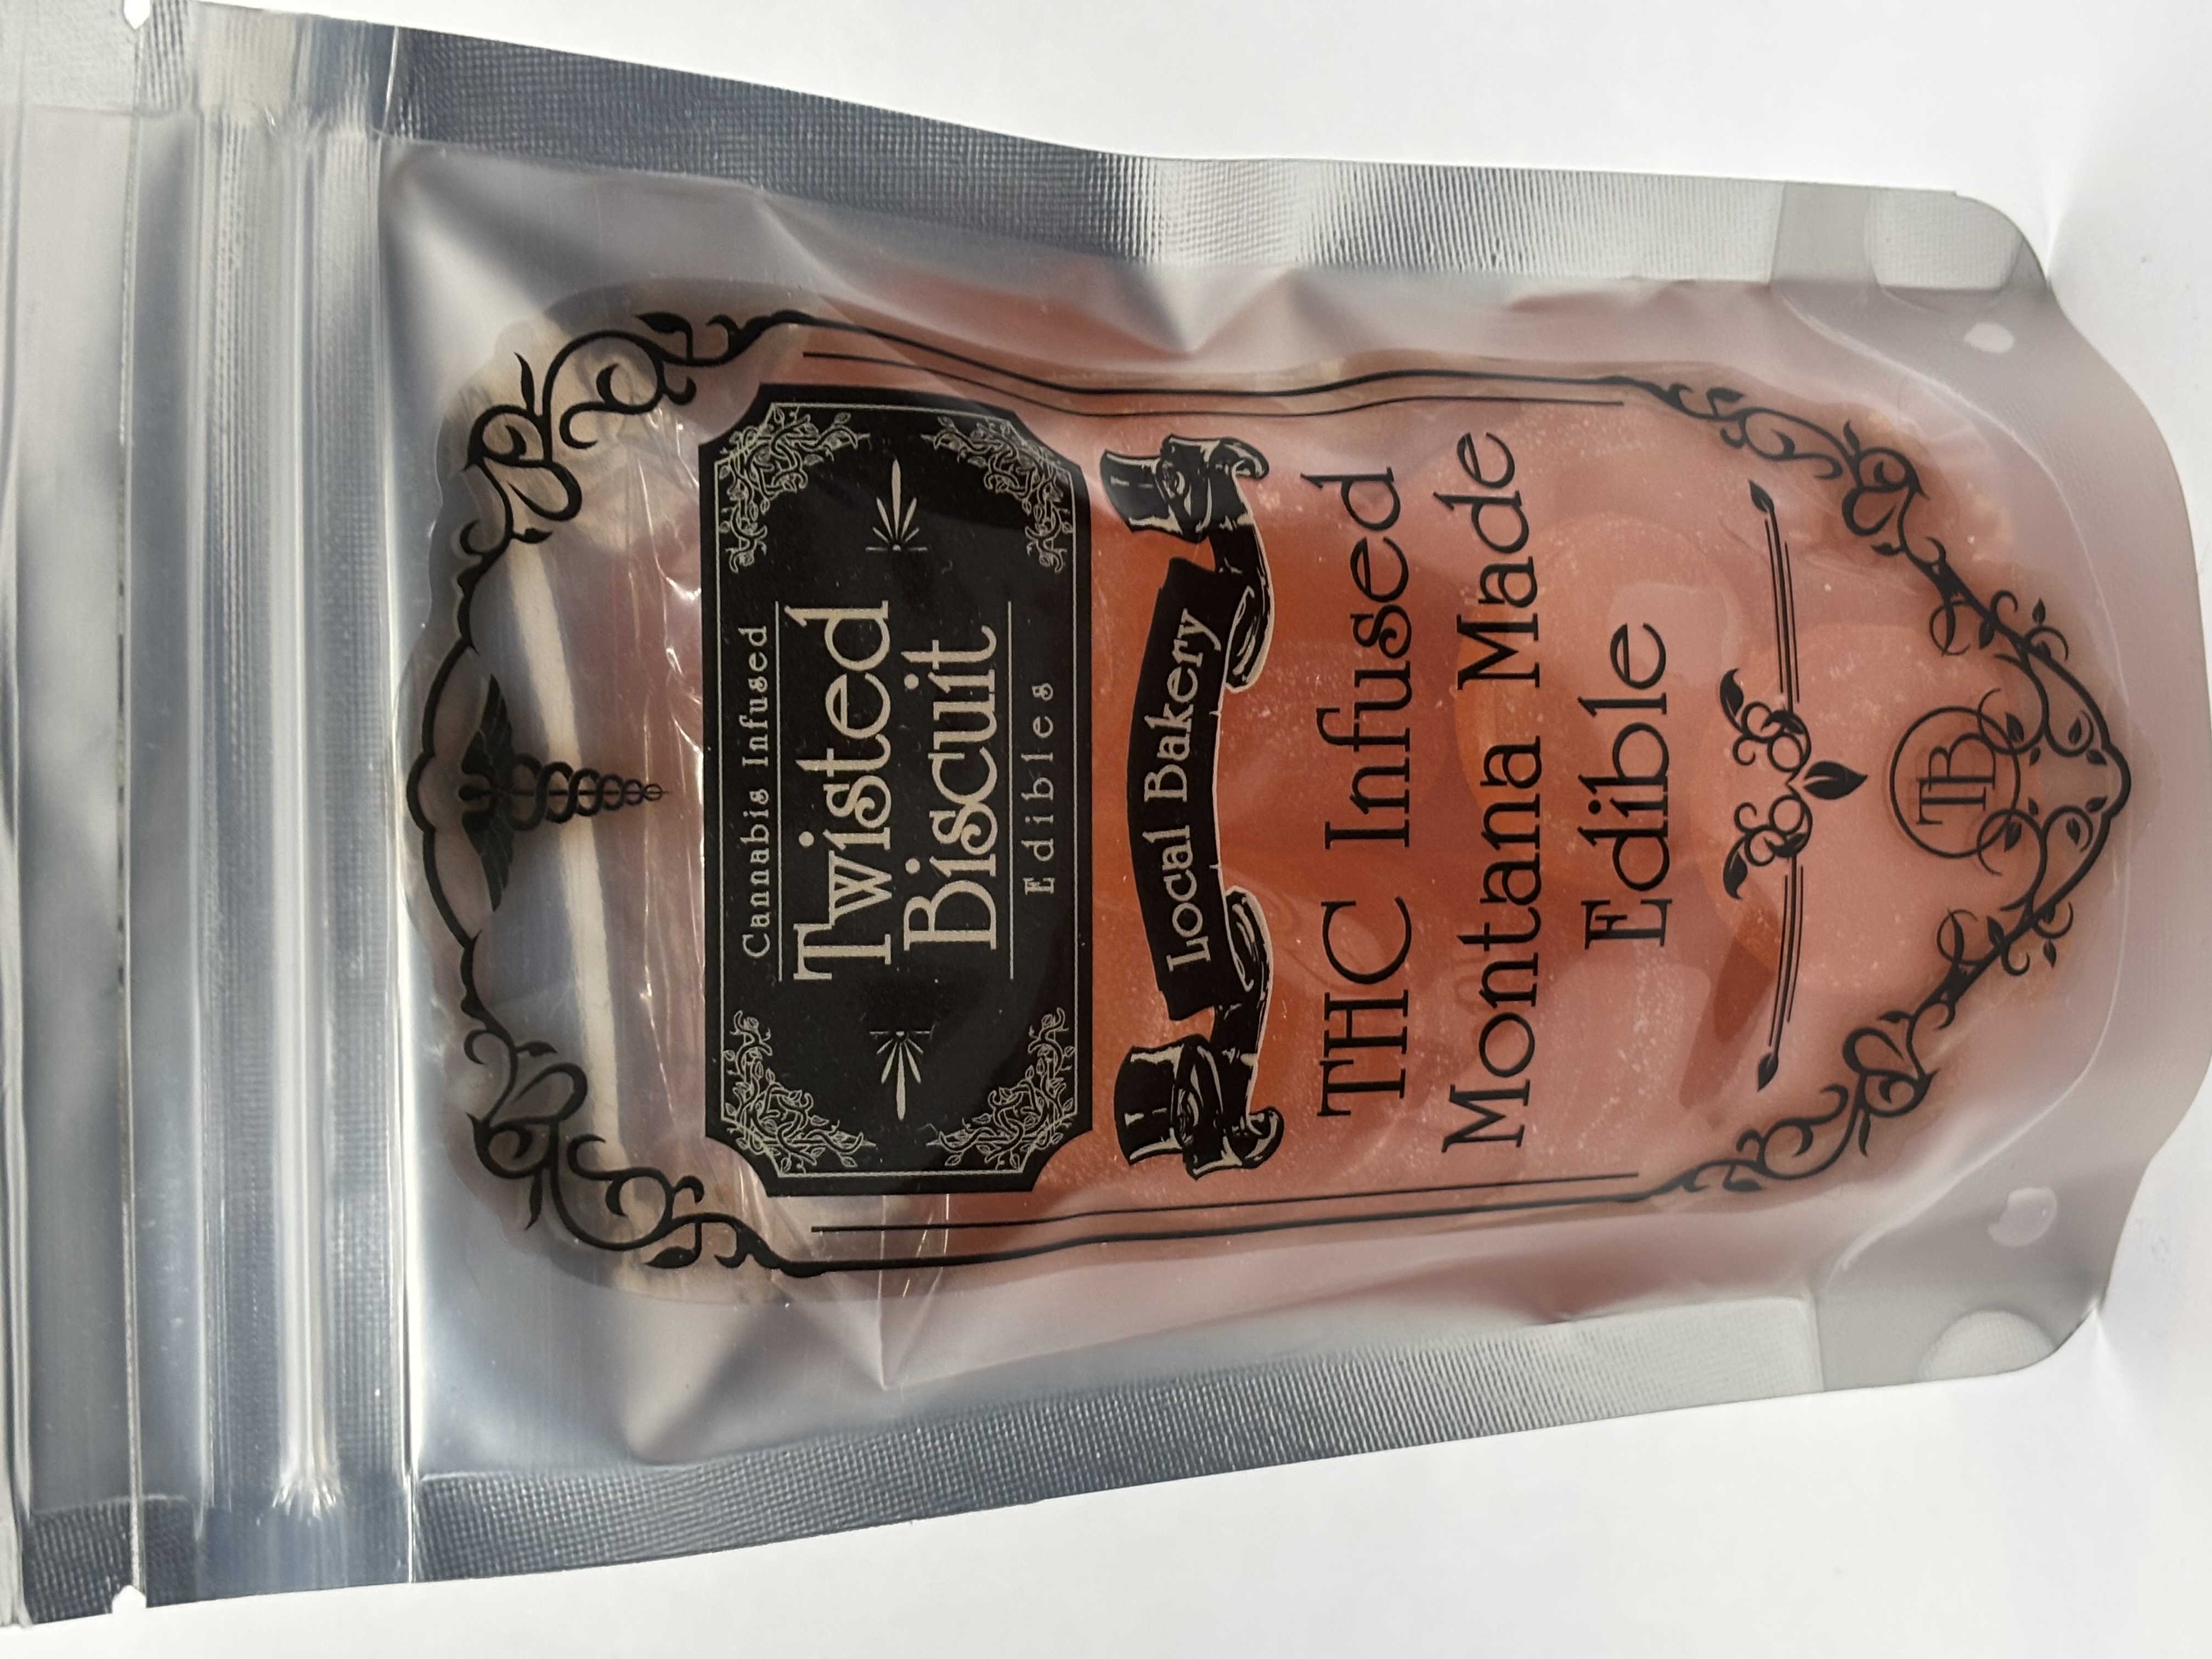 Cannabis Infused
Twisted
Biscuit
Edibles
Local Bakery
THC Infused
Montana Made
Edible
TB